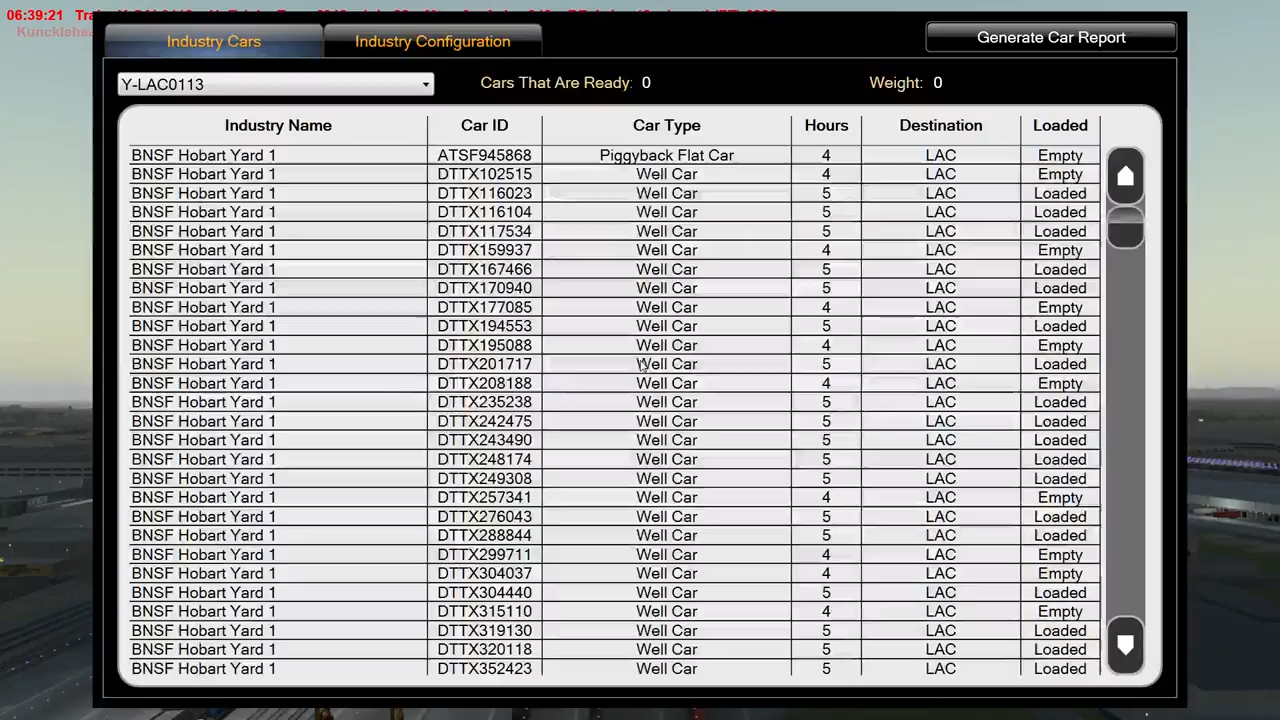 06:39:21
Kuncklehea
Industry Cars
Industry Configuration
Generate Car Report
Y-LAC0113
Cars That Are Ready: 0
Weight: 0
Industry Name Car ID Car Type Hours Destination Loaded
BNSF Hobart Yard 1 ATSF945868 Piggyback Flat Car 4 LAC Empty
BNSF Hobart Yard 1 DTTX102515 Well Car 4 LAC Empty
BNSF Hobart Yard 1 DTTX116023 Well Car 5 LAC Loaded
BNSF Hobart Yard 1 DTTX116104 Well Car 5 LAC Loaded
BNSF Hobart Yard 1 DTTX117534 Well Car 5 LAC Loaded
BNSF Hobart Yard 1 DTTX159937 Well Car 4 LAC Empty
BNSF Hobart Yard 1 DTTX167466 Well Car 5 LAC Loaded
BNSF Hobart Yard 1 DTTX170940 Well Car 5 LAC Loaded
BNSF Hobart Yard 1 DTTX177085 Well Car 4 LAC Empty
BNSF Hobart Yard 1 DTTX194553 Well Car 5 LAC Loaded
BNSF Hobart Yard 1 DTTX195088 Well Car 4 LAC Empty
BNSF Hobart Yard 1 DTTX201717 Well Car 5 LAC Loaded
BNSF Hobart Yard 1 DTTX208188 Well Car 4 LAC Empty
BNSF Hobart Yard 1 DTTX235238 Well Car 5 LAC Loaded
BNSF Hobart Yard 1 DTTX242475 Well Car 5 LAC Loaded
BNSF Hobart Yard 1 DTTX243490 Well Car 5 LAC Loaded
BNSF Hobart Yard 1 DTTX248174 Well Car 5 LAC Loaded
BNSF Hobart Yard 1 DTTX249308 Well Car 5 LAC Loaded
BNSF Hobart Yard 1 DTTX257341 Well Car 4 LAC Empty
BNSF Hobart Yard 1 DTTX276043 Well Car 5 LAC Loaded
BNSF Hobart Yard 1 DTTX288844 Well Car 5 LAC Loaded
BNSF Hobart Yard 1 DTTX299711 Well Car 4 LAC Empty
BNSF Hobart Yard 1 DTTX304037 Well Car 4 LAC Empty
BNSF Hobart Yard 1 DTTX304440 Well Car 5 LAC Loaded
BNSF Hobart Yard 1 DTTX315110 Well Car 4 LAC Empty
BNSF Hobart Yard 1 DTTX319130 Well Car 5 LAC Loaded
BNSF Hobart Yard 1 DTTX320118 Well Car 5 LAC Loaded
BNSF Hobart Yard 1 DTTX352423 Well Car 5 LAC Loaded